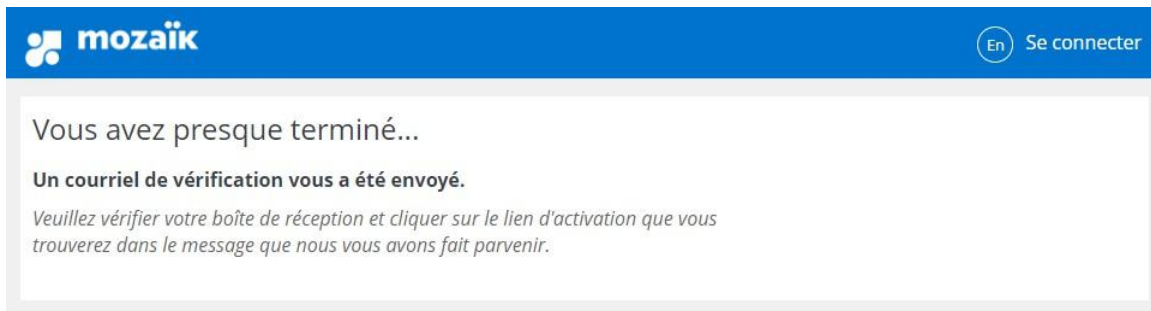 mozaïk
En Se connecter
Vous avez presque terminé...
Un courriel de vérification vous a été envoyé.
Veuillez vérifier votre boîte de réception et cliquer sur le lien d'activation que vous
trouverez dans le message que nous vous avons fait parvenir.